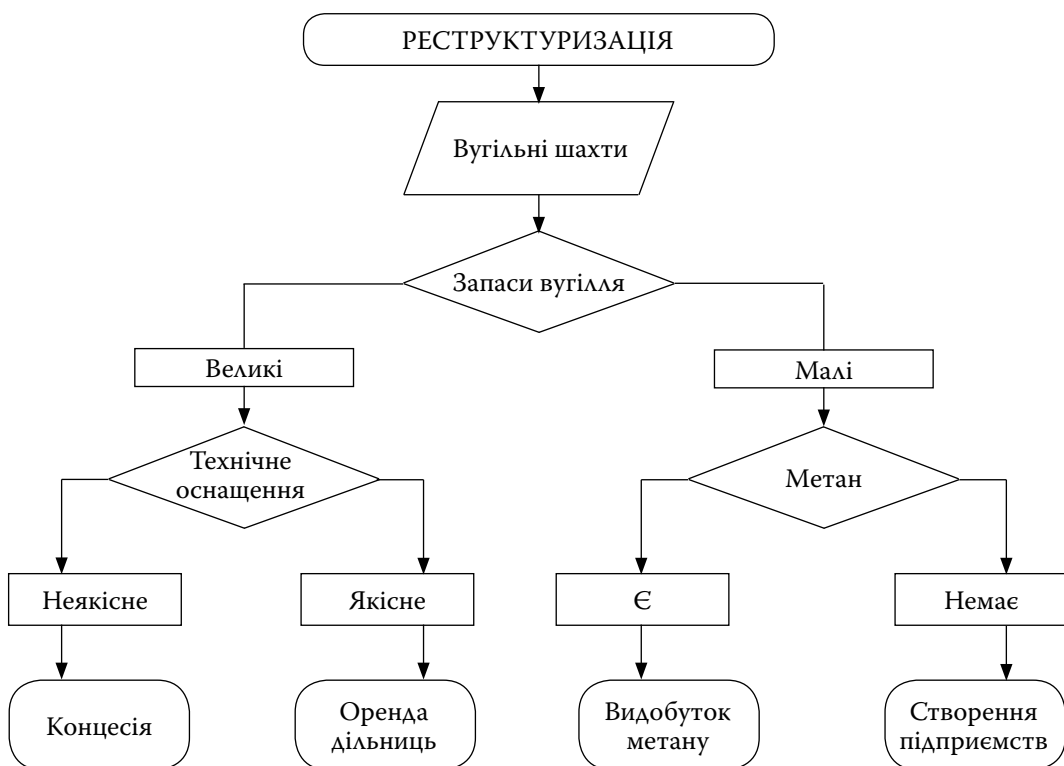 РЕСТРУКТУРИЗАЦІЯ
Вугільні шахти
Запаси вугілля
Великі
Малі
Технічне
оснащення
Метан
Неякісне
Якісне
Є
Немає
Концесія
Оренда
дільниць
Видобуток
метану
Створення
підприємств